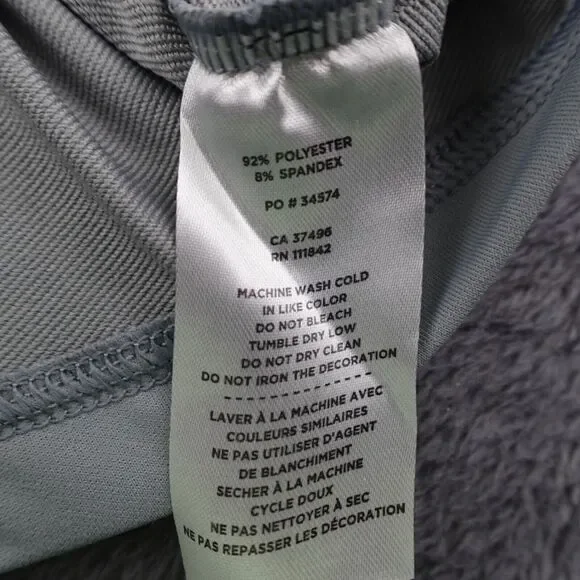 92% POLYESTER
8% SPANDEX
PO # 34574
CA 37496
RN 111842
MACHINE WASH COLD
IN LIKE COLOR
DO NOT BLEACH
TUMBLE DRY LOW
DO NOT DRY CLEAN
DO NOT IRON THE DECORATION
LAVER À LA MACHINE AVEC
COULEURS SIMILAIRES
NE PAS UTILISER D'AGENT
DE BLANCHIMENT
SECHER À LA MACHINE
CYCLE DOUX
NE PAS NETTOYER À SEC
NE PAS REPASSER LES DÉCORATION